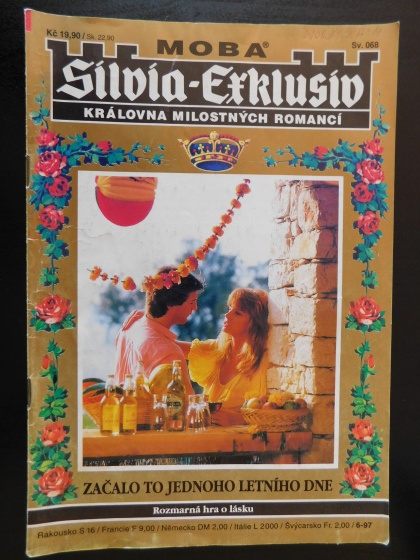 Kč 19,90 / Sk. 22,90
MOBA®
Sv. 068
Silvia-Exklusiv
KRÁLOVNA MILOSTNÝCH ROMANCÍ
ZAČALO TO JEDNOHO LETNÍHO DNE
Rozmarná hra o lásku
Rakousko S 16 / Francie F 9,00 / Německo DM 2,00 / Itálie L 2000 / Švýcarsko Fr. 2,00 / 6-97